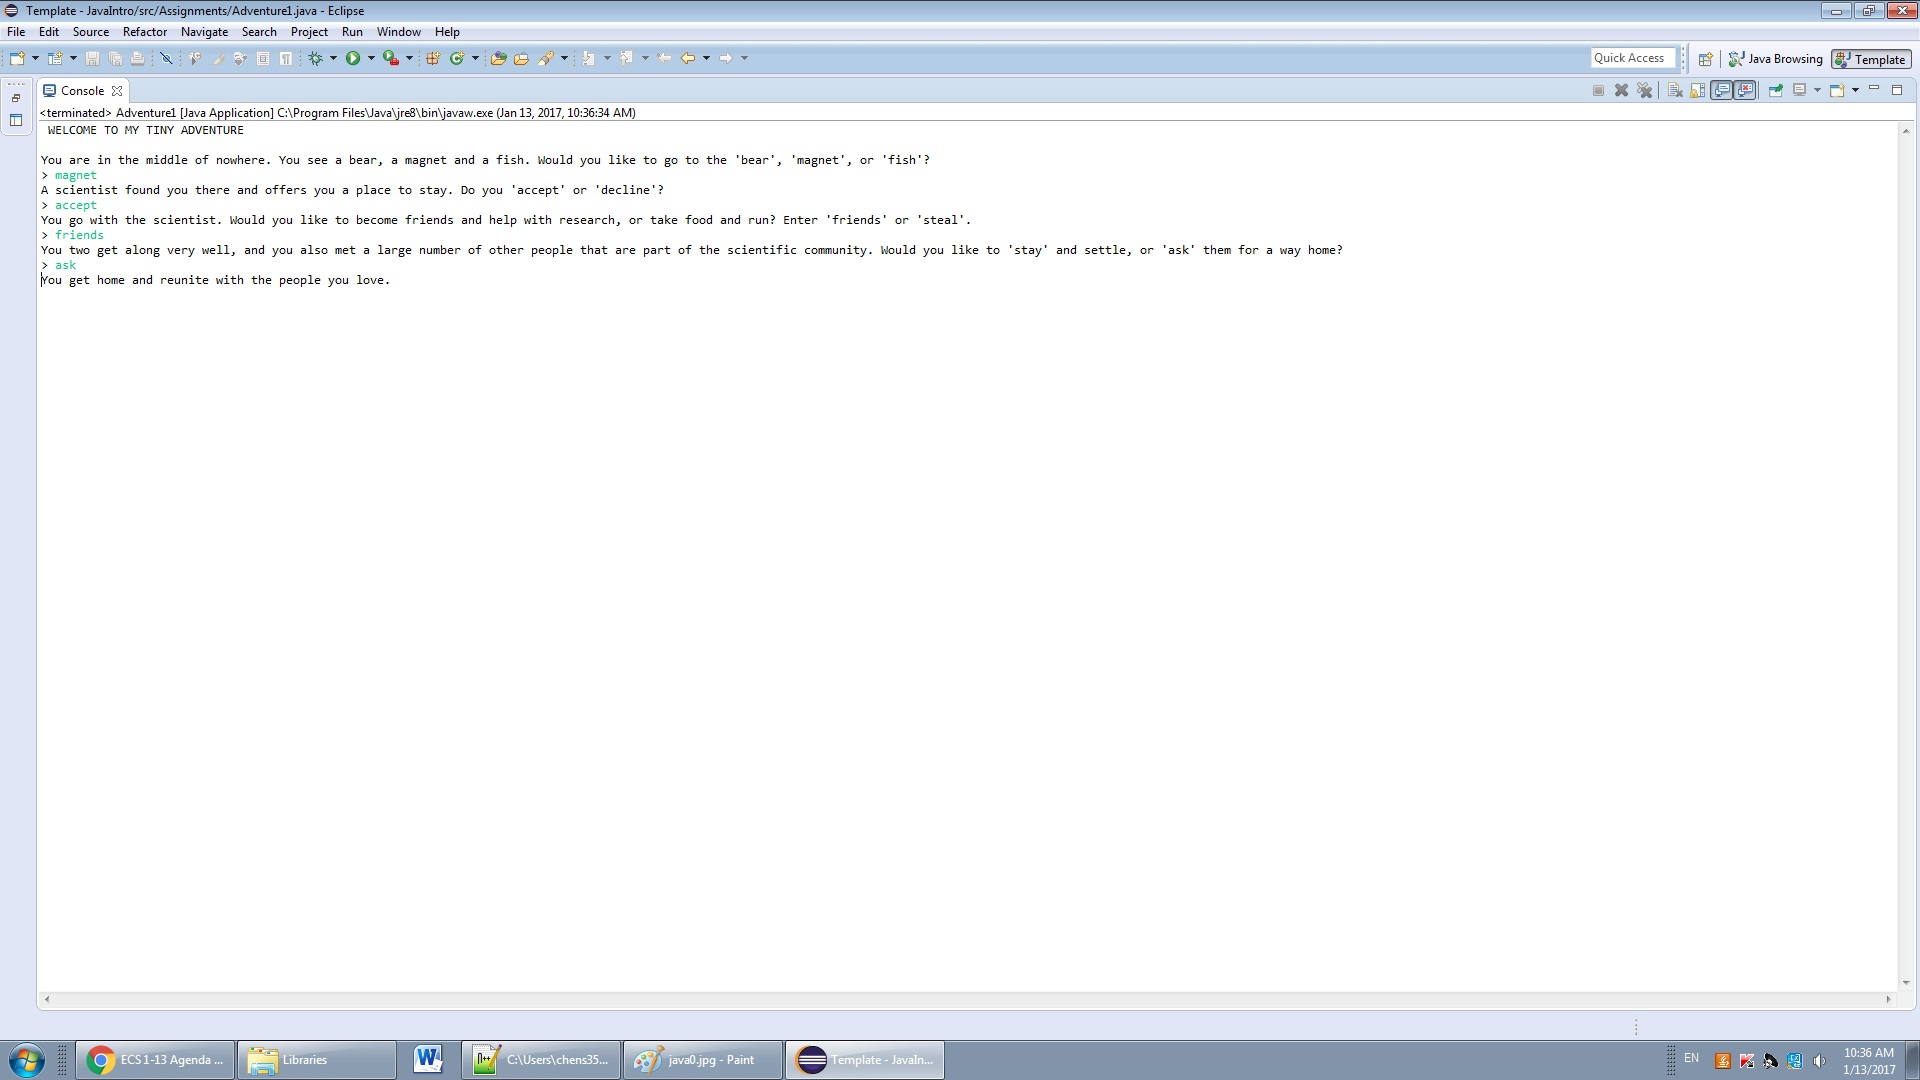 Template - JavaIntro/src/Assignments/Adventure1.java - Eclipse
File Edit Source Refactor Navigate Search Project Run Window Help
Quick Access Java Browsing Template
Console
<terminated> Adventure1 [Java Application] C:\Program Files\Java\jre8\bin\javaw.exe (Jan 13, 2017, 10:36:34 AM)
WELCOME TO MY TINY ADVENTURE
You are in the middle of nowhere. You see a bear, a magnet and a fish. Would you like to go to the 'bear', 'magnet', or 'fish'?
> magnet
A scientist found you there and offers you a place to stay. Do you 'accept' or 'decline'?
> accept
You go with the scientist. Would you like to become friends and help with research, or take food and run? Enter 'friends' or 'steal'.
> friends
You two get along very well, and you also met a large number of other people that are part of the scientific community. Would you like to 'stay' and settle, or 'ask' them for a way home?
> ask
You get home and reunite with the people you love.
ECS 1-13 Agenda ... Libraries C:\Users\chens35... java0.jpg - Paint Template - JavaIn... EN 10:36 AM
1/13/2017